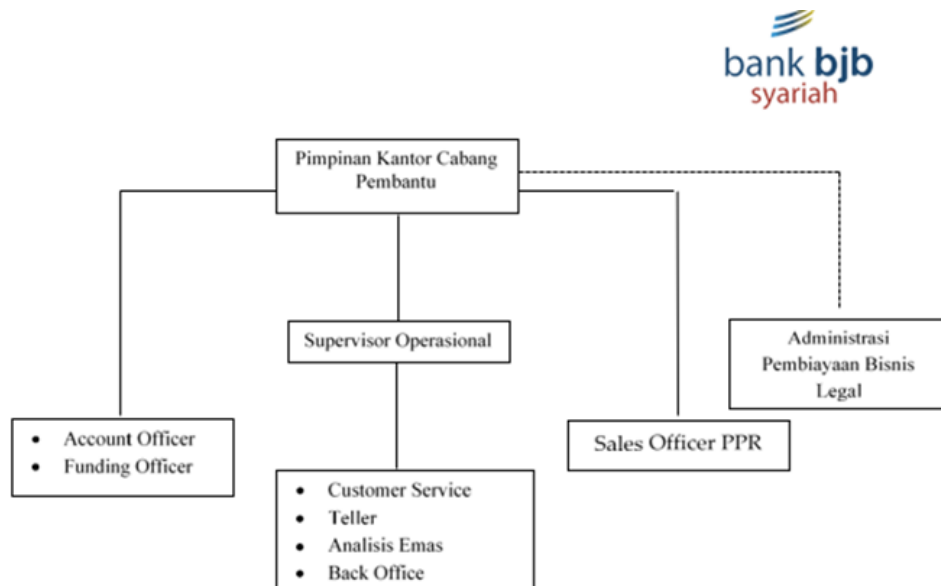 bank bjb
syariah
Pimpinan Kantor Cabang
Pembantu
Supervisor Operasional
Administrasi
Pembiayaan Bisnis
Legal
• Account Officer
• Funding Officer
Sales Officer PPR
• Customer Service
• Teller
• Analisis Emas
• Back Office